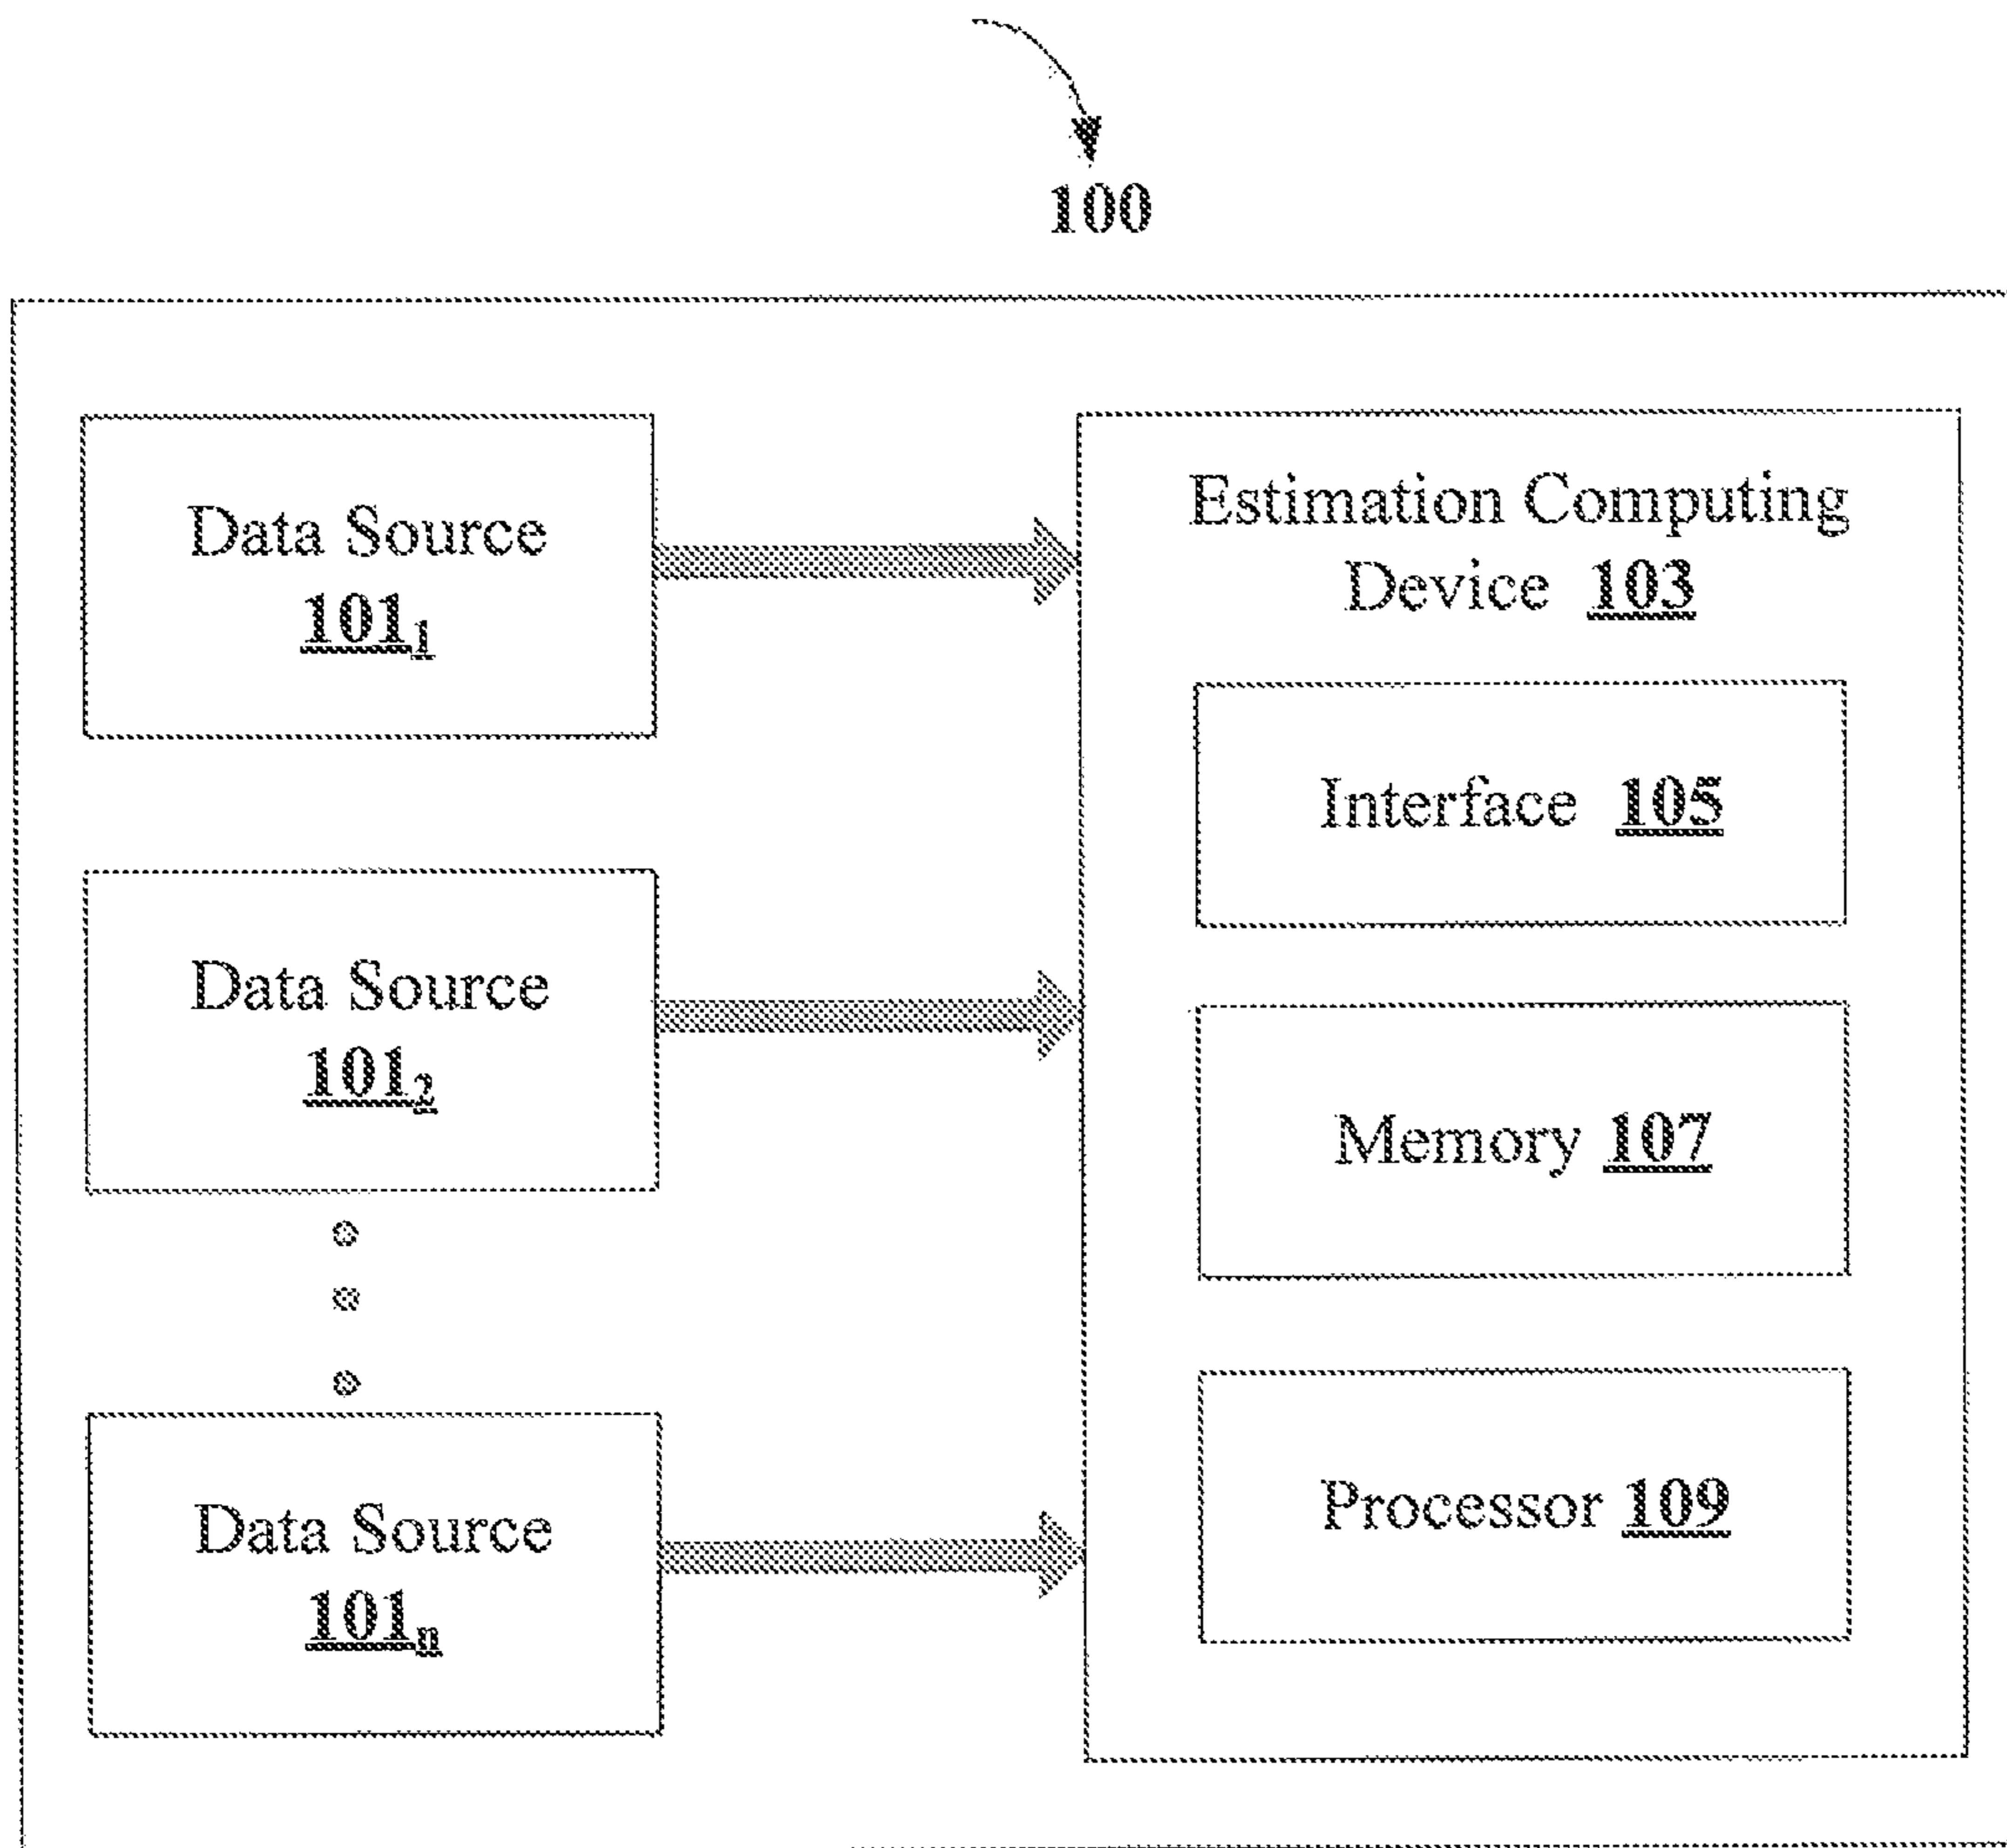 100
Data Source
101₁
Estimation Computing
Device 103
Interface 105
Data Source
101₂
Memory 107
Data Source
101ₙ
Processor 109